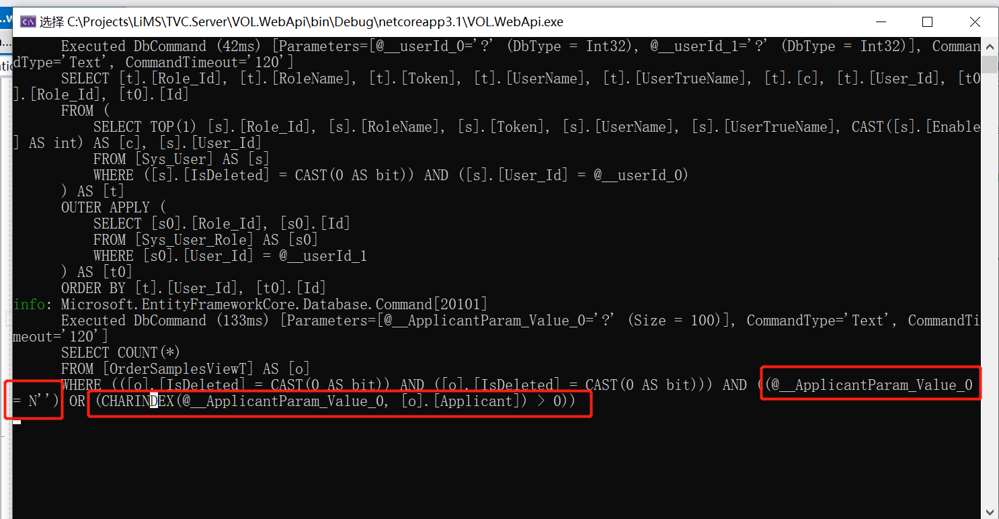 选择 C:\Projects\LiMS\TVC.Server\VOL.WebApi\bin\Debug\netcoreapp3.1\VOL.WebApi.exe
Executed DbCommand (42ms) [Parameters=[@__userId_0='?' (DbType = Int32), @__userId_1='?' (DbType = Int32)], Comman
dType='Text', CommandTimeout='120']
SELECT [t].[Role_Id], [t].[RoleName], [t].[Token], [t].[UserName], [t].[UserTrueName], [t].[c], [t].[User_Id], [t0
].[Role_Id], [t0].[Id]
FROM (
SELECT TOP(1) [s].[Role_Id], [s].[RoleName], [s].[Token], [s].[UserName], [s].[UserTrueName], CAST([s].[Enable
] AS int) AS [c], [s].[User_Id]
FROM [Sys_User] AS [s]
WHERE ([s].[IsDeleted] = CAST(0 AS bit)) AND ([s].[User_Id] = @__userId_0)
) AS [t]
OUTER APPLY (
SELECT [s0].[Role_Id], [s0].[Id]
FROM [Sys_User_Role] AS [s0]
WHERE [s0].[User_Id] = @__userId_1
) AS [t0]
ORDER BY [t].[User_Id], [t0].[Id]
info: Microsoft.EntityFrameworkCore.Database.Command[20101]
Executed DbCommand (133ms) [Parameters=[@__ApplicantParam_Value_0='?' (Size = 100)], CommandType='Text', CommandTi
meout='120']
SELECT COUNT(*)
FROM [OrderSamplesViewT] AS [o]
WHERE (([o].[IsDeleted] = CAST(0 AS bit)) AND ([o].[IsDeleted] = CAST(0 AS bit))) AND ((@__ApplicantParam_Value_0
= N'') OR (CHARINDEX(@__ApplicantParam_Value_0, [o].[Applicant]) > 0))